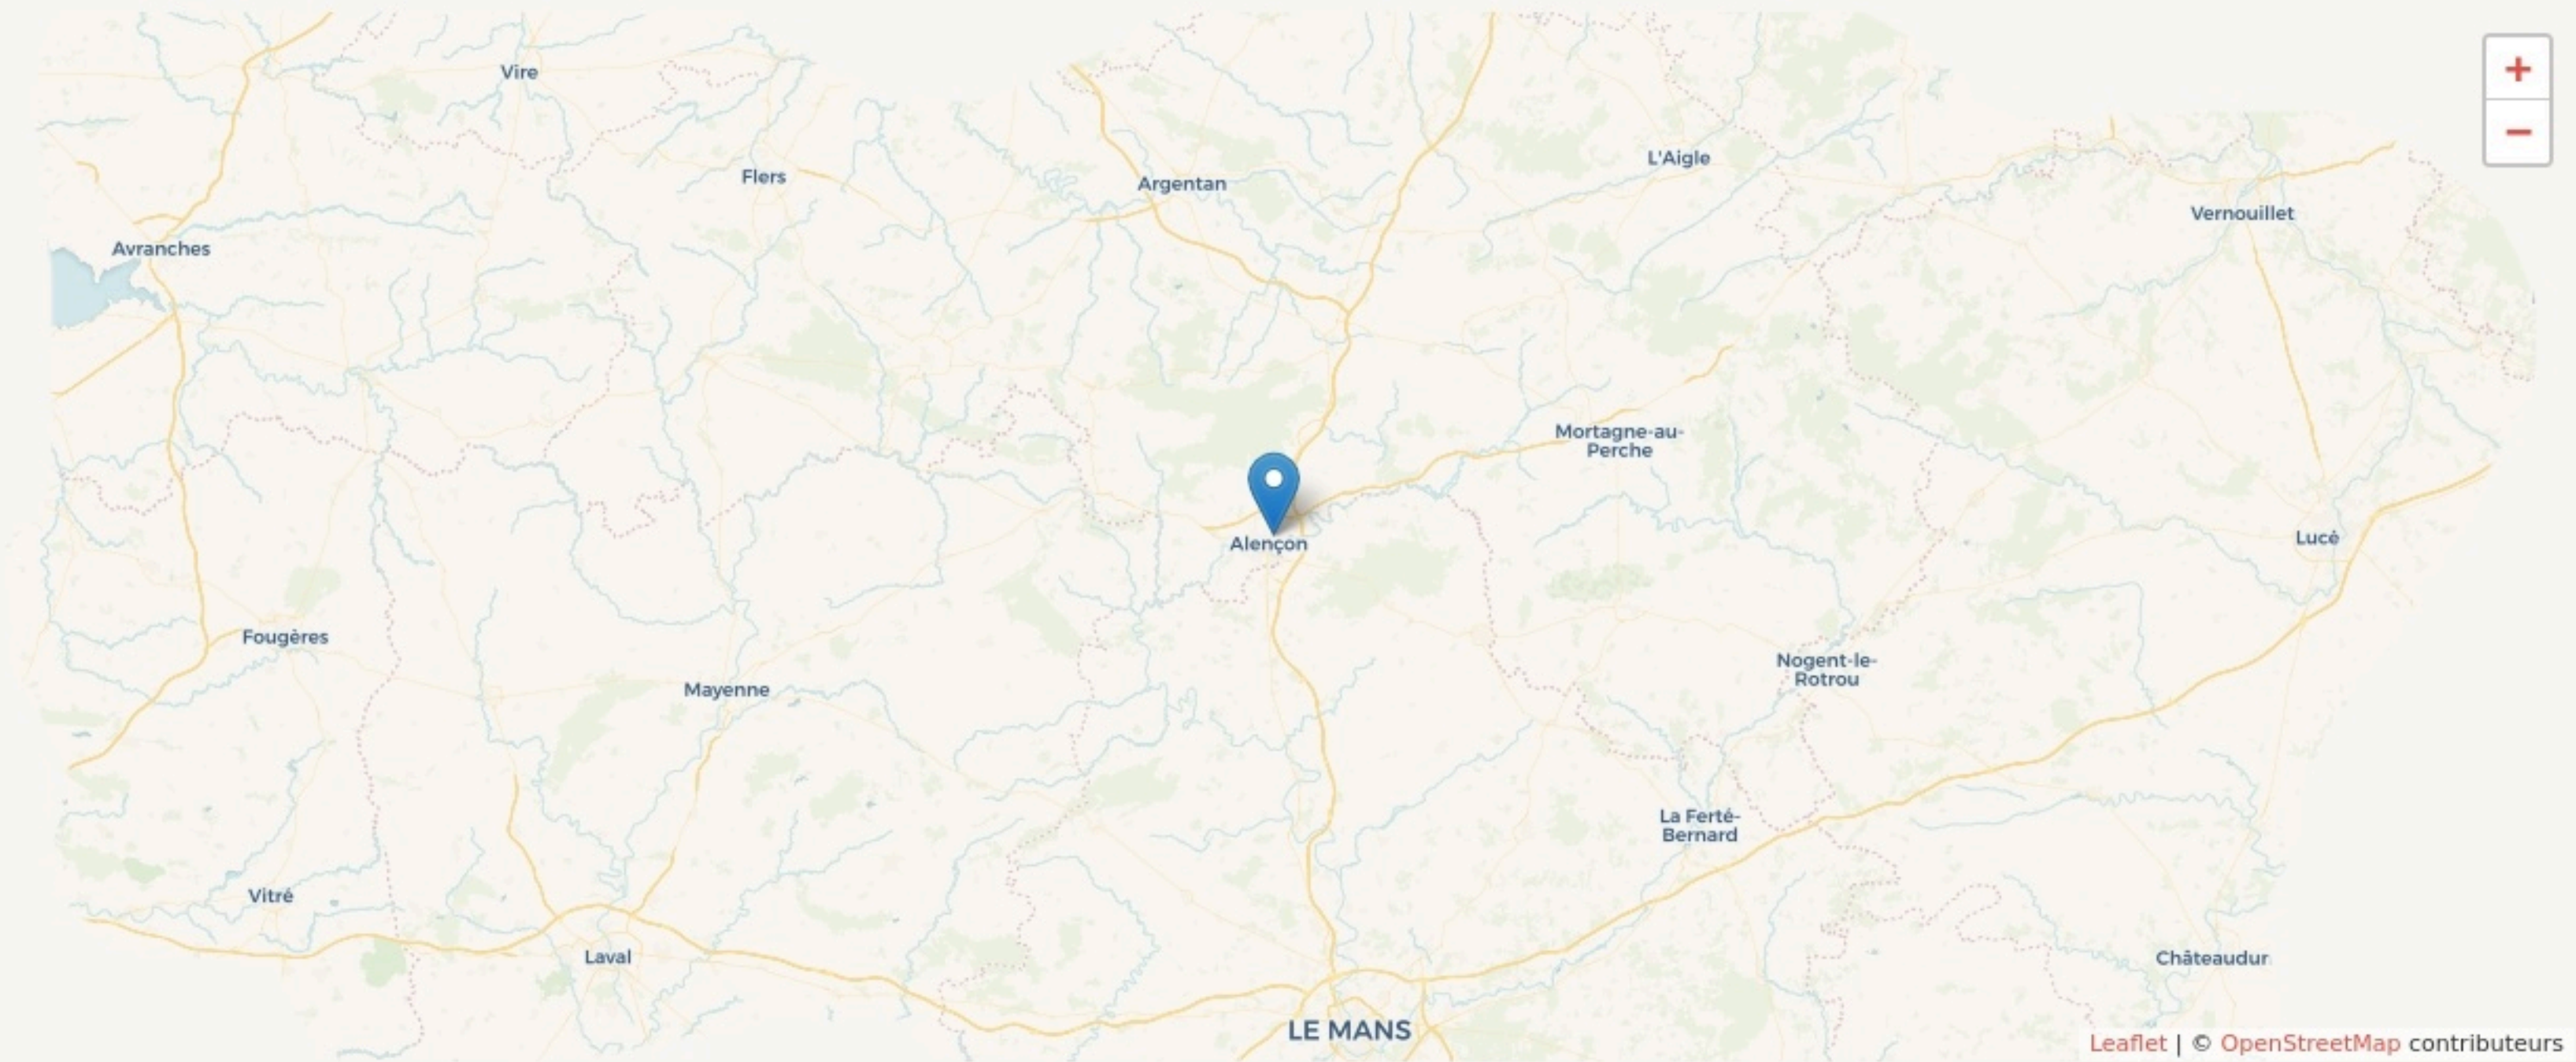 Vire
+
L'Aigle
Flers
Argentan
−
Vernouillet
Avranches
Mortagne-au-
Perche
Lucé
Alençon
Fougères
Nogent-le-
Rotrou
Mayenne
La Ferté-
Bernard
Vitré
Laval
Châteaudur
LE MANS
Leaflet | © OpenStreetMap contributeurs